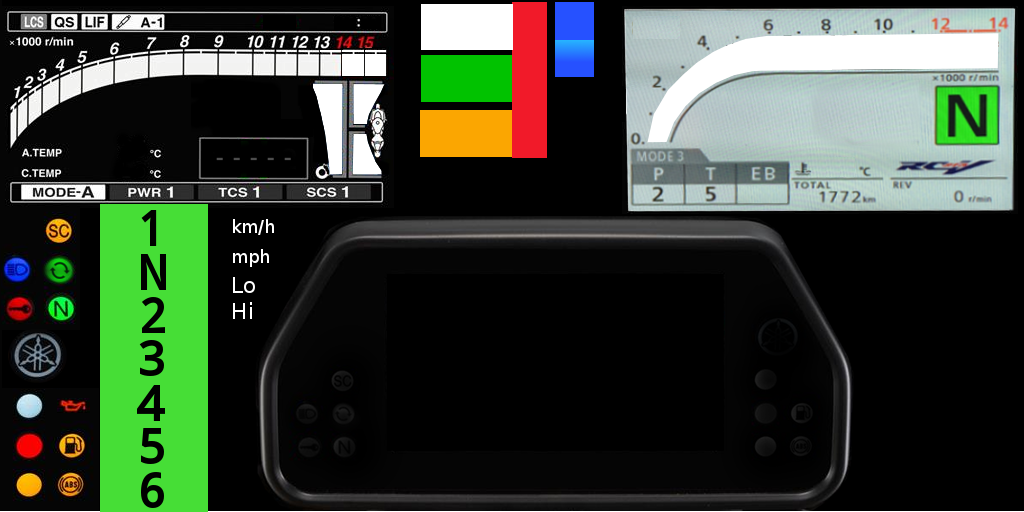 LCS QS LIF A-1 :
×1000 r/min
1 2 3 4 5 6 7 8 9 10 11 12 13 14 15
A.TEMP °C
C.TEMP °C
- - - - -
MODE-A PWR 1 TCS 1 SCS 1
0. 2 4 6 8 10 12 14
×1000 r/min
N
MODE 3
P T EB
2 5
°C
TOTAL
1772 km
RC4V
REV
0 r/min
SC
N
ABS
1
N
2
3
4
5
6
km/h
mph
Lo
Hi
SC
N